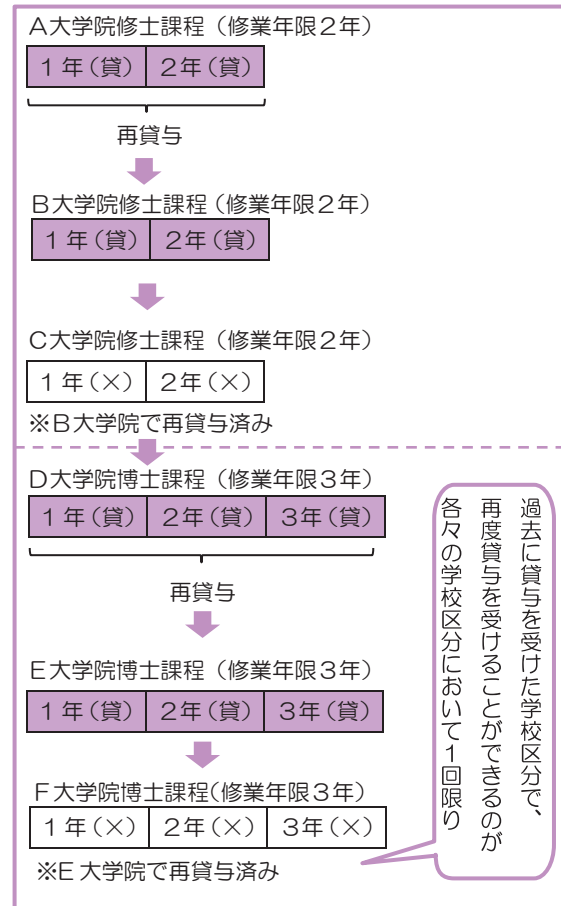 A大学院修士課程（修業年限２年）
１年（貸） ２年（貸）
再貸与
B大学院修士課程（修業年限２年）
１年（貸） ２年（貸）
C大学院修士課程（修業年限２年）
１年（×） ２年（×）
※B大学院で再貸与済み
D大学院博士課程（修業年限３年）
１年（貸） ２年（貸） ３年（貸）
再貸与
E大学院博士課程（修業年限３年）
１年（貸） ２年（貸） ３年（貸）
F大学院博士課程（修業年限３年）
１年（×） ２年（×） ３年（×）
※E大学院で再貸与済み
過去に貸与を受けた学校区分で、
再度貸与を受けることができるのが
各々の学校区分において１回限り